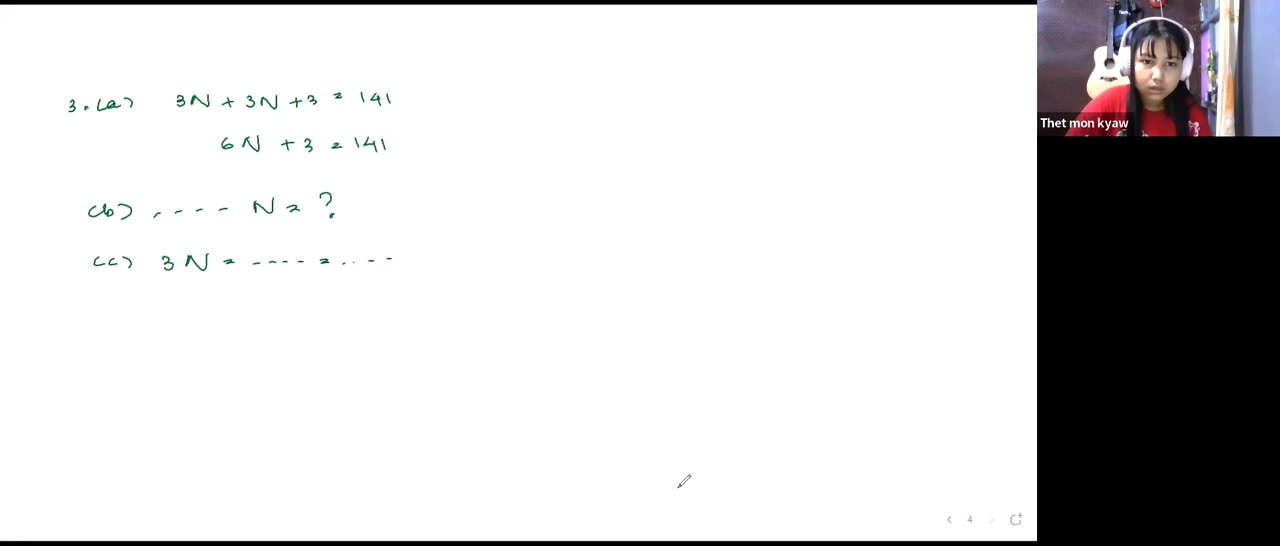 3. (a) 3N + 3N + 3 = 141
6N + 3 = 141
(b) .---- N = ?
(c) 3N = ---- = ..---
Thet mon kyaw
4